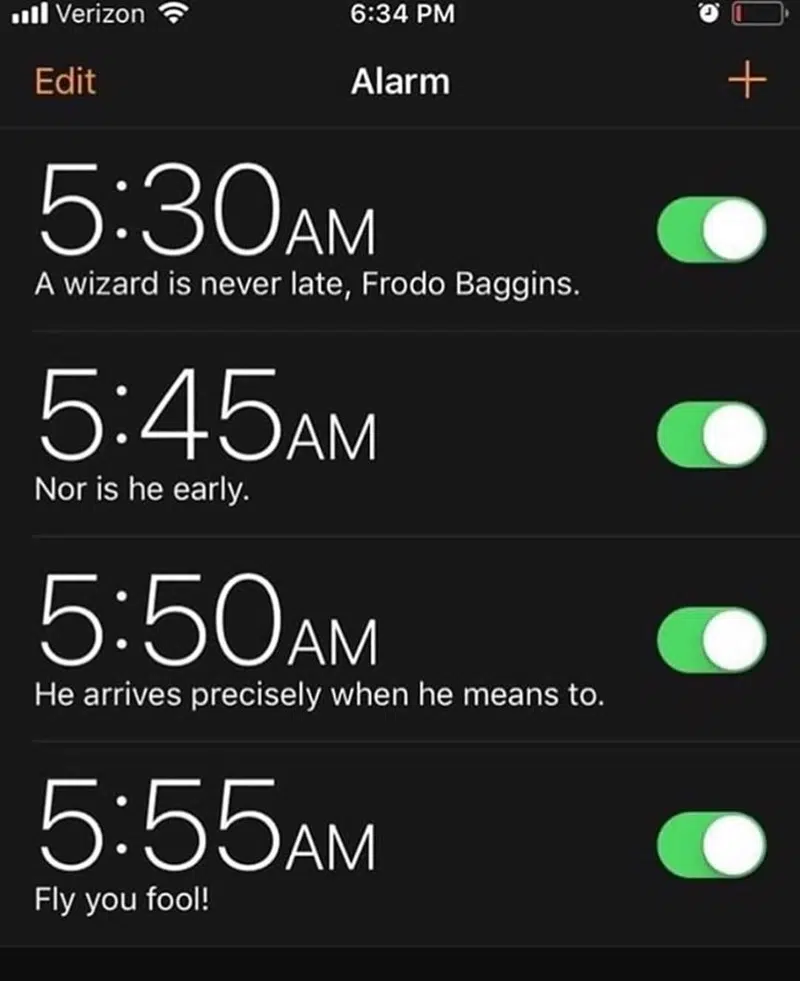 Verizon 6:34 PM
Edit Alarm +
5:30AM
A wizard is never late, Frodo Baggins.
5:45AM
Nor is he early.
5:50AM
He arrives precisely when he means to.
5:55AM
Fly you fool!